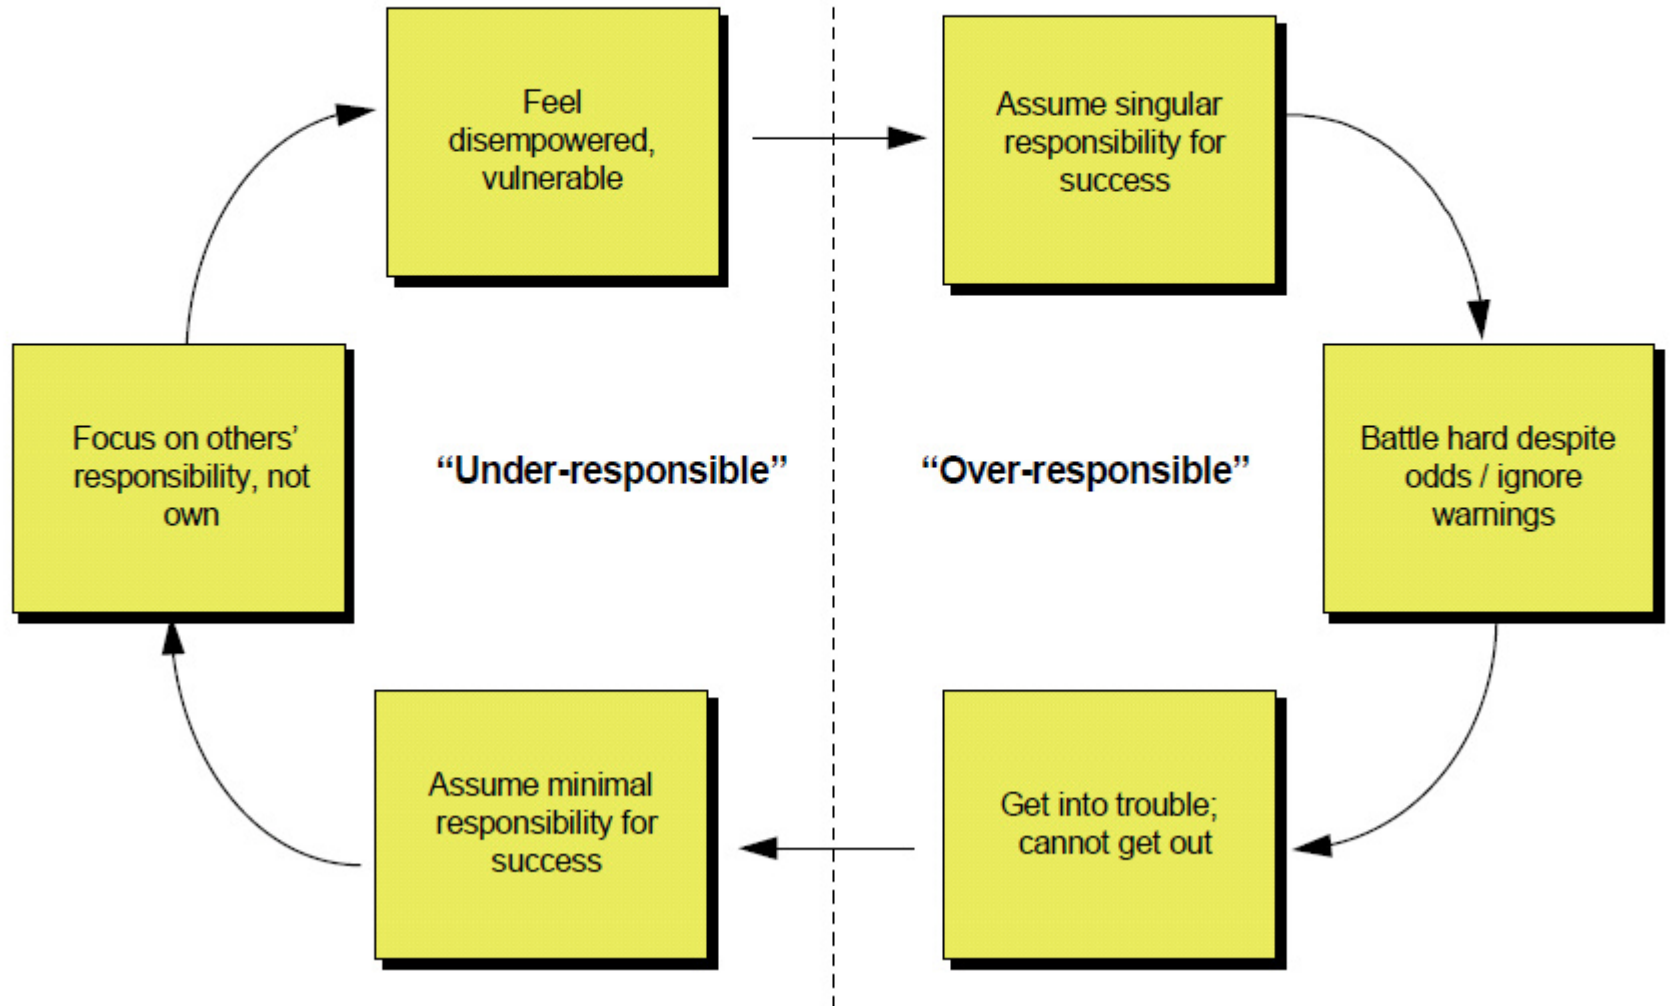 Feel
disempowered,
vulnerable
Assume singular
responsibility for
success
Focus on others’
responsibility, not
own
“Under-responsible”
“Over-responsible”
Battle hard despite
odds / ignore
warnings
Assume minimal
responsibility for
success
Get into trouble;
cannot get out